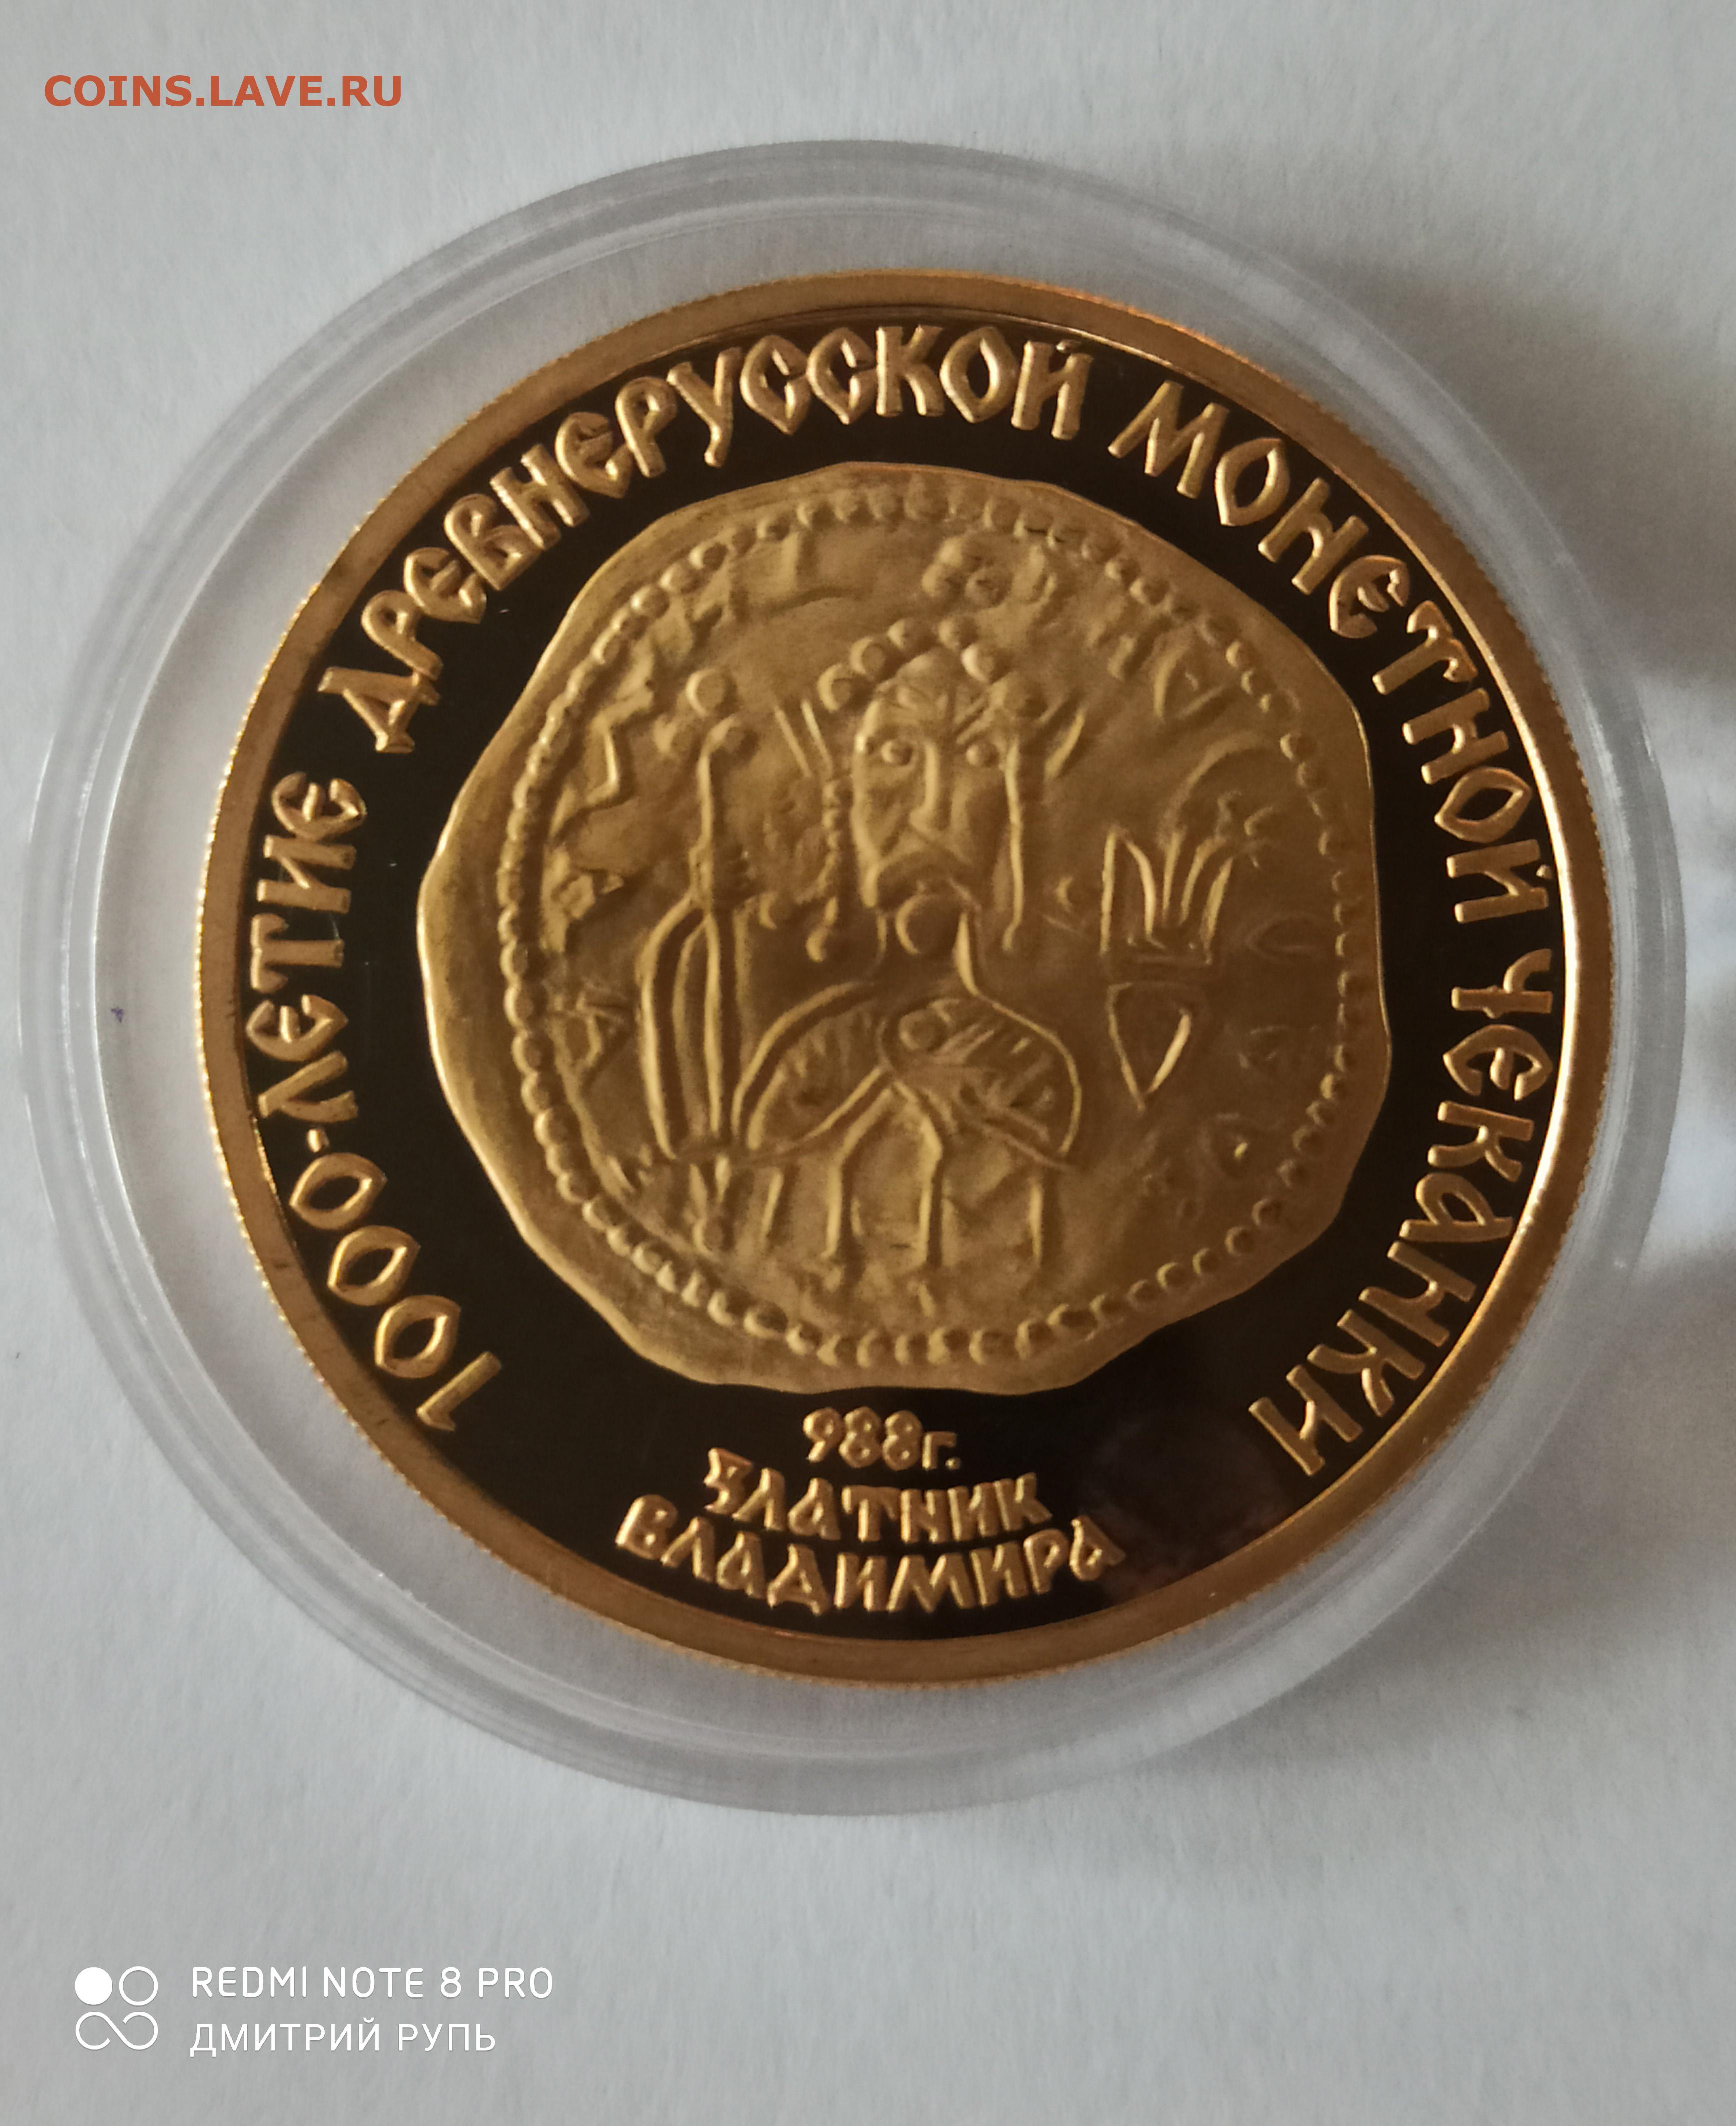 COINS.LAVE.RU
1000-ЛЕТИЕ ДРЕВНЕРУССКОЙ МОНЕТНОЙ ЧЕКАНКИ
988г.
ЗЛАТНИК
ВЛАДИМИРА
REDMI NOTE 8 PRO
ДМИТРИЙ РУПЬ